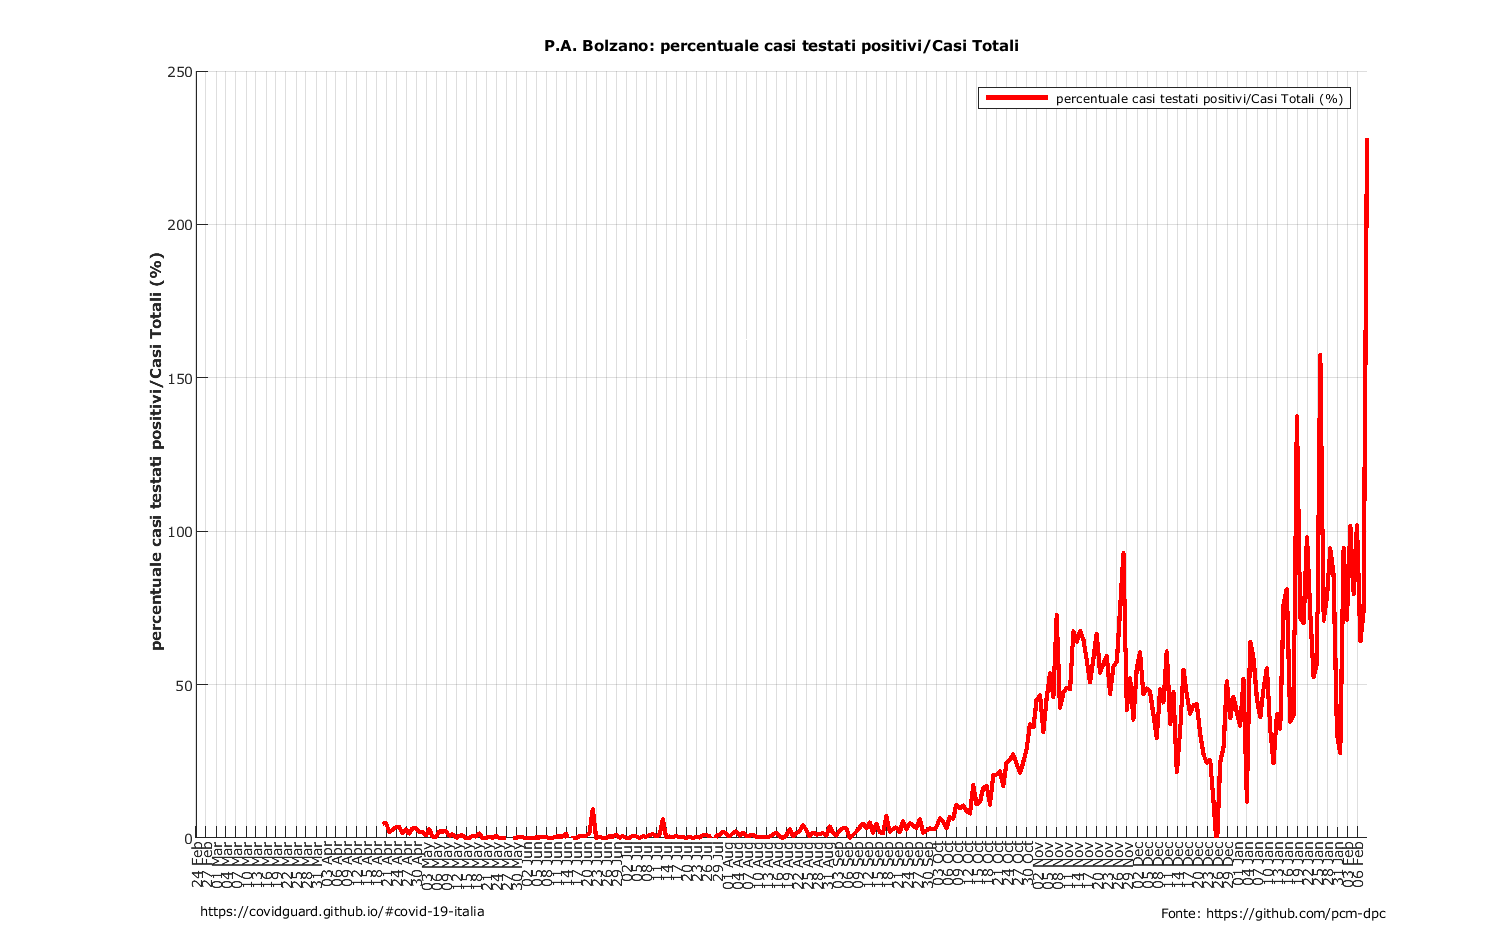 P.A. Bolzano: percentuale casi testati positivi/Casi Totali
percentuale casi testati positivi/Casi Totali (%)
percentuale casi testati positivi/Casi Totali (%)
250
200
150
100
50
0
24 Feb
27 Feb
01 Mar
04 Mar
07 Mar
10 Mar
13 Mar
16 Mar
19 Mar
22 Mar
25 Mar
28 Mar
31 Mar
03 Apr
06 Apr
09 Apr
12 Apr
15 Apr
18 Apr
21 Apr
24 Apr
27 Apr
30 Apr
03 May
06 May
09 May
12 May
15 May
18 May
21 May
24 May
27 May
30 May
02 Jun
05 Jun
08 Jun
11 Jun
14 Jun
17 Jun
20 Jun
23 Jun
26 Jun
29 Jun
02 Jul
05 Jul
08 Jul
11 Jul
14 Jul
17 Jul
20 Jul
23 Jul
26 Jul
29 Jul
01 Aug
04 Aug
07 Aug
10 Aug
13 Aug
16 Aug
19 Aug
22 Aug
25 Aug
28 Aug
31 Aug
03 Sep
06 Sep
09 Sep
12 Sep
15 Sep
18 Sep
21 Sep
24 Sep
27 Sep
30 Sep
03 Oct
06 Oct
09 Oct
12 Oct
15 Oct
18 Oct
21 Oct
24 Oct
27 Oct
30 Oct
02 Nov
05 Nov
08 Nov
11 Nov
14 Nov
17 Nov
20 Nov
23 Nov
26 Nov
29 Nov
02 Dec
05 Dec
08 Dec
11 Dec
14 Dec
17 Dec
20 Dec
23 Dec
26 Dec
29 Dec
01 Jan
04 Jan
07 Jan
10 Jan
13 Jan
16 Jan
19 Jan
22 Jan
25 Jan
28 Jan
31 Jan
03 Feb
06 Feb
https://covidguard.github.io/#covid-19-italia
Fonte: https://github.com/pcm-dpc